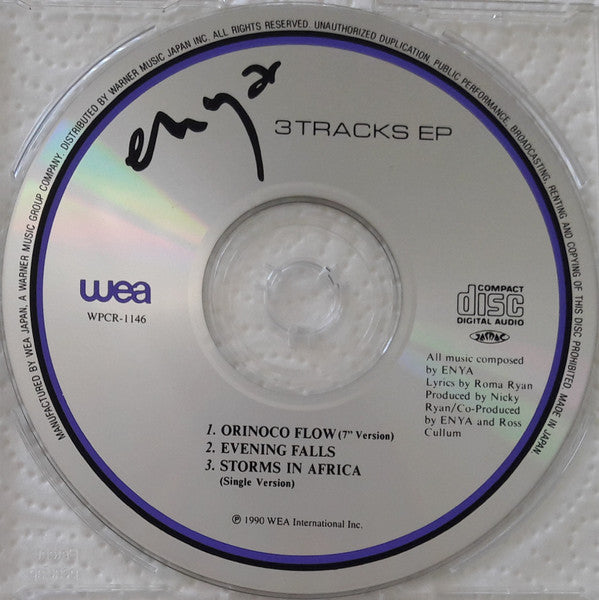 MANUFACTURED BY WEA JAPAN, A WARNER MUSIC GROUP COMPANY. DISTRIBUTED BY WARNER MUSIC JAPAN INC. ALL RIGHTS RESERVED. UNAUTHORIZED DUPLICATION, PUBLIC PERFORMANCE, BROADCASTING, RENTING AND COPYING OF THIS DISC PROHIBITED. MADE IN JAPAN
enya
3 TRACKS EP
wea
WPCR-1146
COMPACT
disc
DIGITAL AUDIO
JASRAC
All music composed
by ENYA
Lyrics by Roma Ryan
Produced by Nicky
Ryan/Co-Produced
by ENYA and Ross
Cullum
1. ORINOCO FLOW (7" Version)
2. EVENING FALLS
3. STORMS IN AFRICA
(Single Version)
℗ 1990 WEA International Inc.